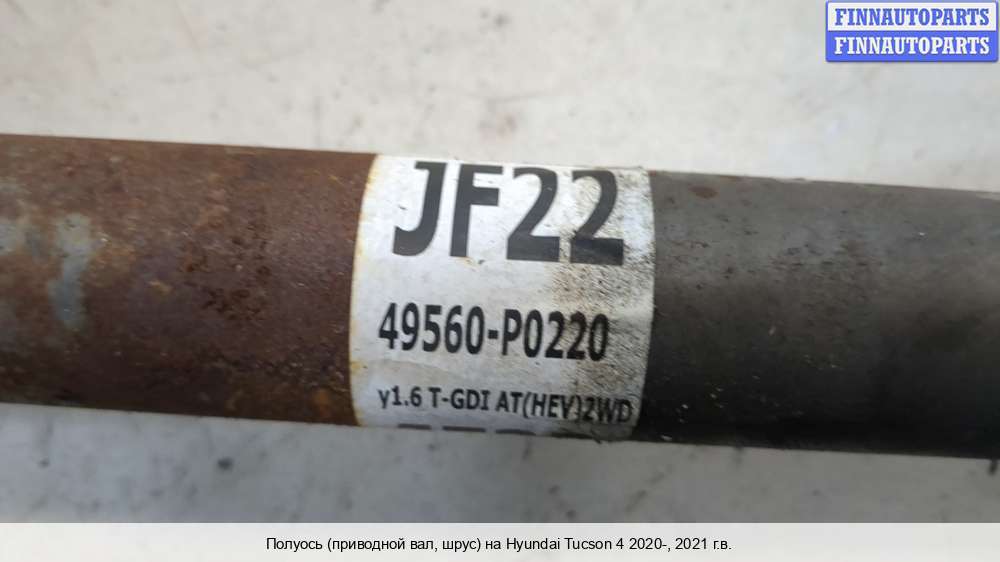 FINNAUTOPARTS
FINNAUTOPARTS
JF22
49560-P0220
γ1.6 T-GDI AT(HEV)2WD
Полуось (приводной вал, шрус) на Hyundai Tucson 4 2020-, 2021 г.в.